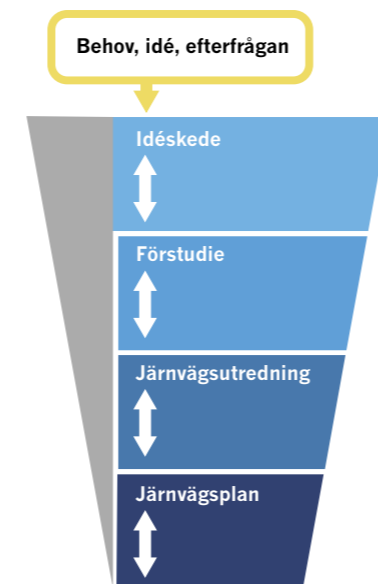 Behov, idé, efterfrågan
Idéskede
Förstudie
Järnvägsutredning
Järnvägsplan